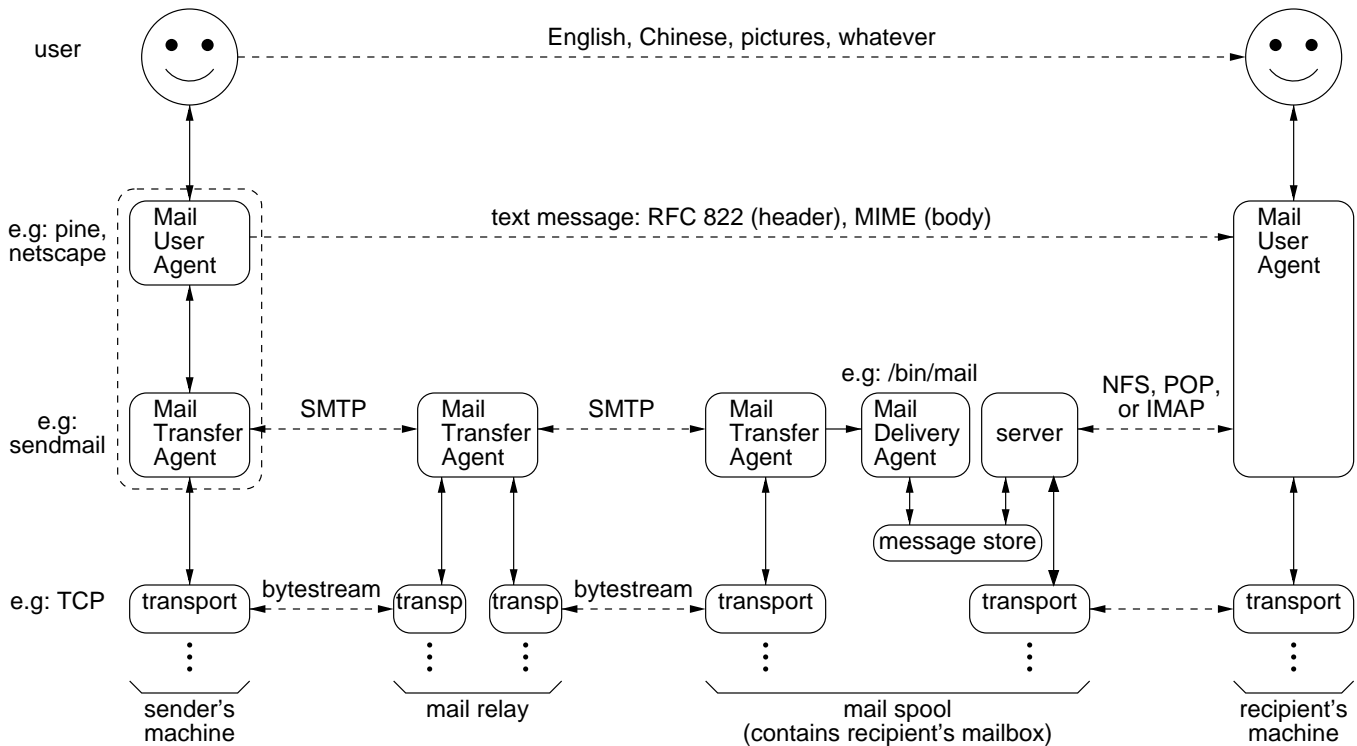 user
English, Chinese, pictures, whatever
e.g: pine,
netscape
Mail
User
Agent
text message: RFC 822 (header), MIME (body)
Mail
User
Agent
e.g:
sendmail
Mail
Transfer
Agent
SMTP
Mail
Transfer
Agent
SMTP
Mail
Transfer
Agent
e.g: /bin/mail
Mail
Delivery
Agent
server
NFS, POP,
or IMAP
message store
e.g: TCP
transport
bytestream
transp
transp
bytestream
transport
transport
transport
sender's
machine
mail relay
mail spool
(contains recipient's mailbox)
recipient's
machine